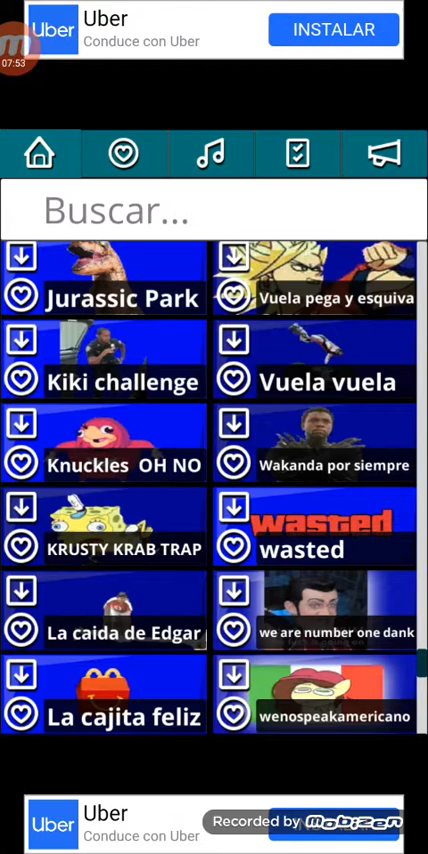 Uber
Uber
Conduce con Uber
INSTALAR
07:53
Buscar...
Jurassic Park
Vuela pega y esquiva
Kiki challenge
Vuela vuela
Knuckles OH NO
Wakanda por siempre
KRUSTY KRAB TRAP
wasted
wasted
La caida de Edgar
we are number one dank
La cajita feliz
wenospeakamericano
Uber
Uber
Conduce con Uber
Recorded by Mobizen